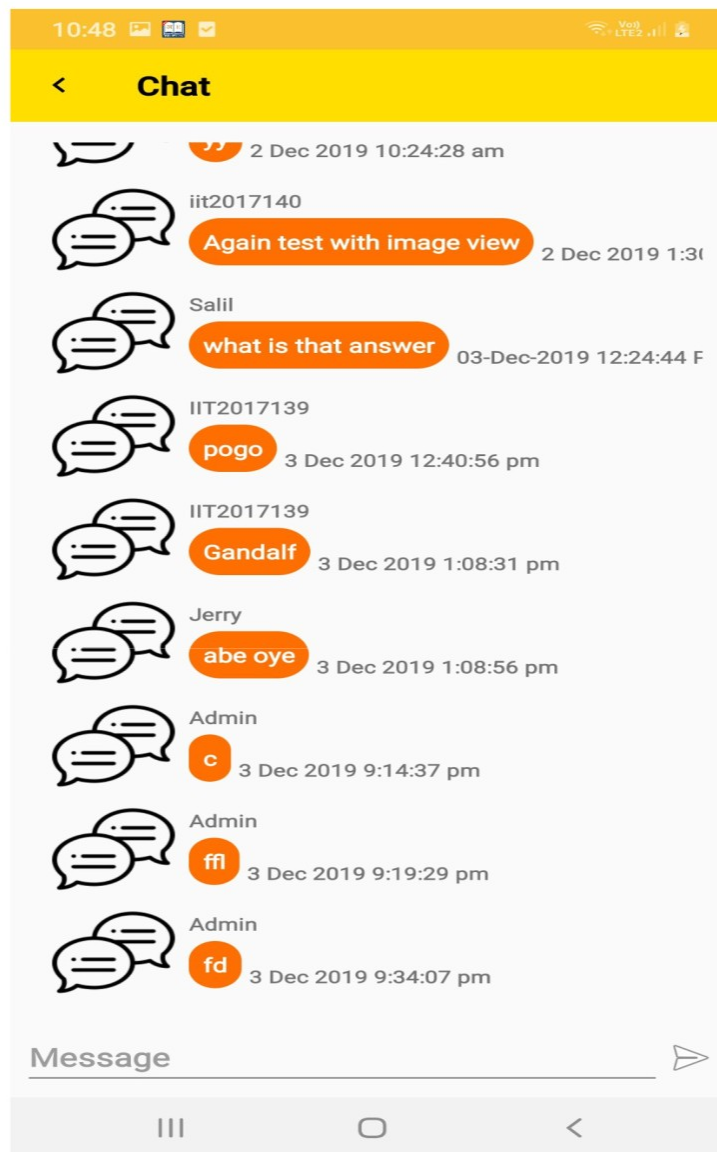 10:48
Vo))
LTE2
Chat
yy 2 Dec 2019 10:24:28 am
iit2017140
Again test with image view 2 Dec 2019 1:30
Salil
what is that answer 03-Dec-2019 12:24:44 P
IIT2017139
pogo 3 Dec 2019 12:40:56 pm
IIT2017139
Gandalf 3 Dec 2019 1:08:31 pm
Jerry
abe oye 3 Dec 2019 1:08:56 pm
Admin
c 3 Dec 2019 9:14:37 pm
Admin
ffl 3 Dec 2019 9:19:29 pm
Admin
fd 3 Dec 2019 9:34:07 pm
Message